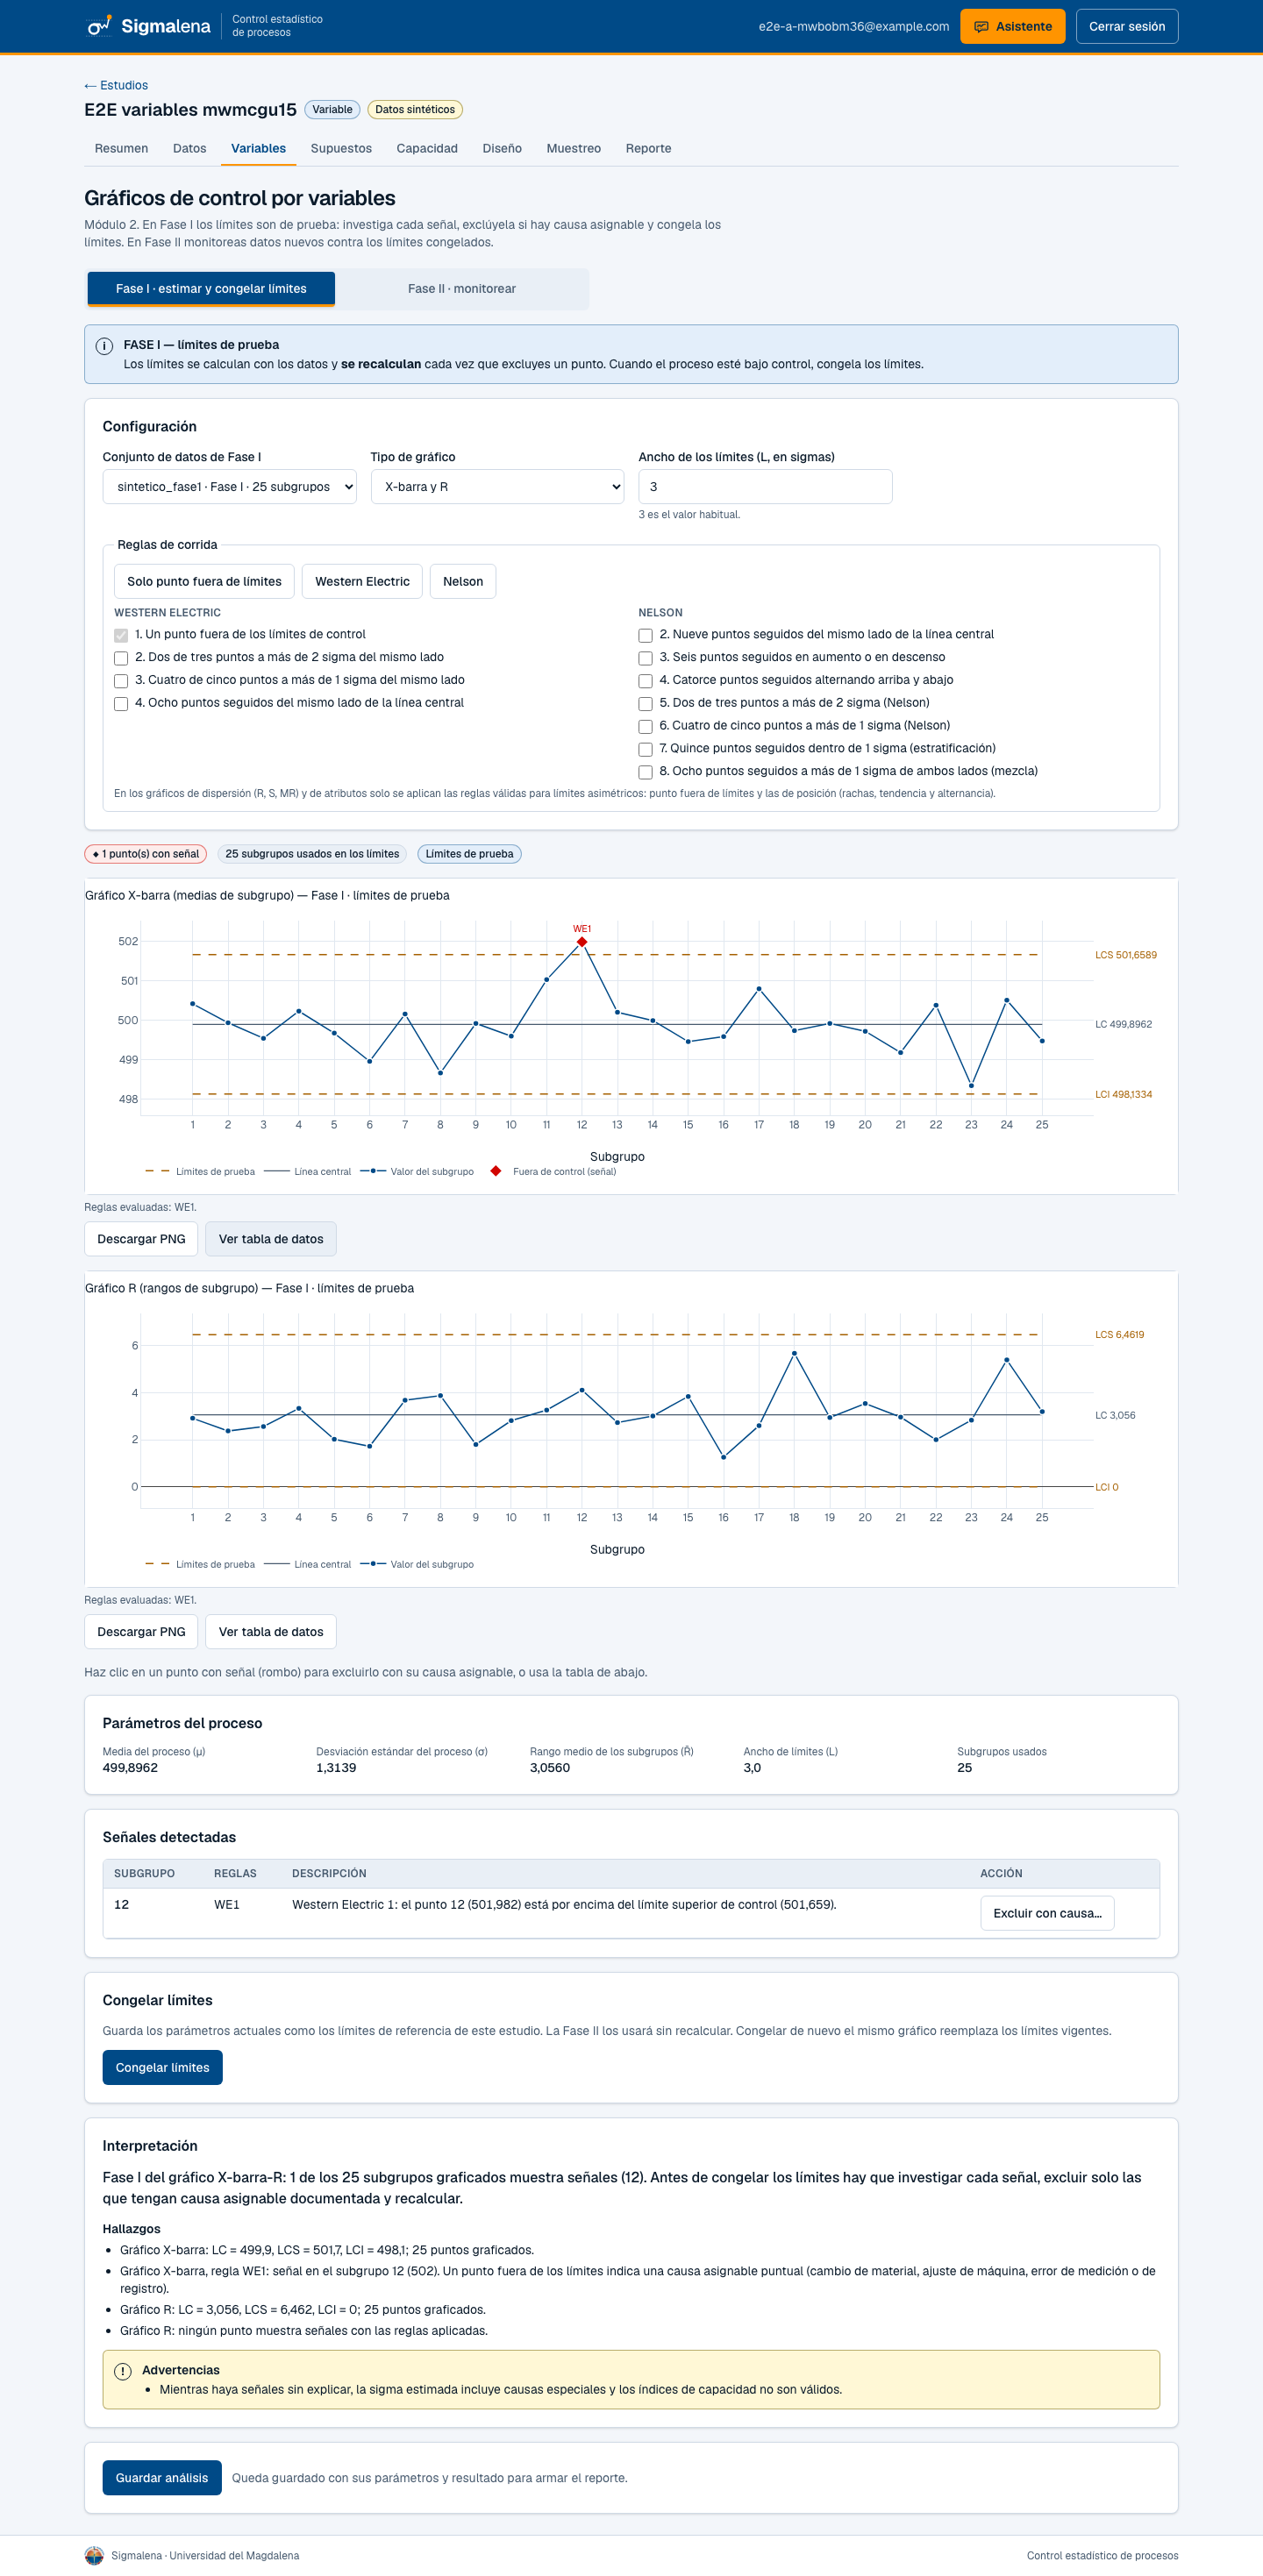 Sigmalena
Control estadístico
de procesos
e2e-a-mwbobm36@example.com
Asistente
Cerrar sesión
← Estudios
E2E variables mwmcgu15
Variable
Datos sintéticos
Resumen
Datos
Variables
Supuestos
Capacidad
Diseño
Muestreo
Reporte
Gráficos de control por variables
Módulo 2. En Fase I los límites son de prueba: investiga cada señal, exclúyela si hay causa asignable y congela los
límites. En Fase II monitoreas datos nuevos contra los límites congelados.
Fase I · estimar y congelar límites
Fase II · monitorear
FASE I — límites de prueba
Los límites se calculan con los datos y se recalculan cada vez que excluyes un punto. Cuando el proceso esté bajo control, congela los límites.
Configuración
Conjunto de datos de Fase I
Tipo de gráfico
Ancho de los límites (L, en sigmas)
sintetico_fase1 · Fase I · 25 subgrupos
X-barra y R
3
3 es el valor habitual.
Reglas de corrida
Solo punto fuera de límites
Western Electric
Nelson
WESTERN ELECTRIC
1. Un punto fuera de los límites de control
2. Dos de tres puntos a más de 2 sigma del mismo lado
3. Cuatro de cinco puntos a más de 1 sigma del mismo lado
4. Ocho puntos seguidos del mismo lado de la línea central
NELSON
2. Nueve puntos seguidos del mismo lado de la línea central
3. Seis puntos seguidos en aumento o en descenso
4. Catorce puntos seguidos alternando arriba y abajo
5. Dos de tres puntos a más de 2 sigma (Nelson)
6. Cuatro de cinco puntos a más de 1 sigma (Nelson)
7. Quince puntos seguidos dentro de 1 sigma (estratificación)
8. Ocho puntos seguidos a más de 1 sigma de ambos lados (mezcla)
En los gráficos de dispersión (R, S, MR) y de atributos solo se aplican las reglas válidas para límites asimétricos: punto fuera de límites y las de posición (rachas, tendencia y alternancia).
1 punto(s) con señal
25 subgrupos usados en los límites
Límites de prueba
Gráfico X-barra (medias de subgrupo) — Fase I · límites de prueba
WE1
502
501
500
499
498
LCS 501,6589
LC 499,8962
LCI 498,1334
1 2 3 4 5 6 7 8 9 10 11 12 13 14 15 16 17 18 19 20 21 22 23 24 25
Subgrupo
Límites de prueba
Línea central
Valor del subgrupo
Fuera de control (señal)
Reglas evaluadas: WE1.
Descargar PNG
Ver tabla de datos
Gráfico R (rangos de subgrupo) — Fase I · límites de prueba
6
4
2
0
LCS 6,4619
LC 3,056
LCI 0
1 2 3 4 5 6 7 8 9 10 11 12 13 14 15 16 17 18 19 20 21 22 23 24 25
Subgrupo
Límites de prueba
Línea central
Valor del subgrupo
Reglas evaluadas: WE1.
Descargar PNG
Ver tabla de datos
Haz clic en un punto con señal (rombo) para excluirlo con su causa asignable, o usa la tabla de abajo.
Parámetros del proceso
Media del proceso (μ)
499,8962
Desviación estándar del proceso (σ)
1,3139
Rango medio de los subgrupos (R̄)
3,0560
Ancho de límites (L)
3,0
Subgrupos usados
25
Señales detectadas
SUBGRUPO REGLAS DESCRIPCIÓN ACCIÓN
12 WE1 Western Electric 1: el punto 12 (501,982) está por encima del límite superior de control (501,659). Excluir con causa...
Congelar límites
Guarda los parámetros actuales como los límites de referencia de este estudio. La Fase II los usará sin recalcular. Congelar de nuevo el mismo gráfico reemplaza los límites vigentes.
Congelar límites
Interpretación
Fase I del gráfico X-barra-R: 1 de los 25 subgrupos graficados muestra señales (12). Antes de congelar los límites hay que investigar cada señal, excluir solo las
que tengan causa asignable documentada y recalcular.
Hallazgos
• Gráfico X-barra: LC = 499,9, LCS = 501,7, LCI = 498,1; 25 puntos graficados.
• Gráfico X-barra, regla WE1: señal en el subgrupo 12 (502). Un punto fuera de los límites indica una causa asignable puntual (cambio de material, ajuste de máquina, error de medición o de
registro).
• Gráfico R: LC = 3,056, LCS = 6,462, LCI = 0; 25 puntos graficados.
• Gráfico R: ningún punto muestra señales con las reglas aplicadas.
Advertencias
• Mientras haya señales sin explicar, la sigma estimada incluye causas especiales y los índices de capacidad no son válidos.
Guardar análisis
Queda guardado con sus parámetros y resultado para armar el reporte.
Sigmalena · Universidad del Magdalena
Control estadístico de procesos